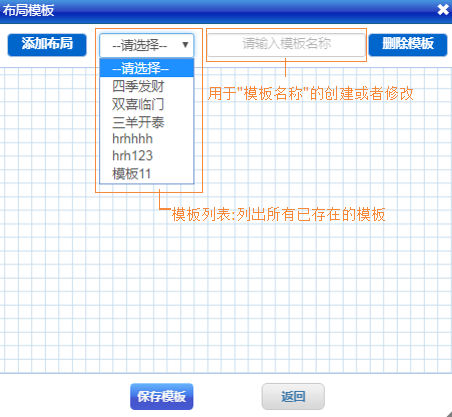 布局模板
添加布局
--请选择--
请输入模板名称
删除模板
--请选择--
四季发财
双喜临门
三羊开泰
hrhhhh
hrh123
模板11
用于"模板名称"的创建或者修改
模板列表:列出所有已存在的模板
保存模板
返回